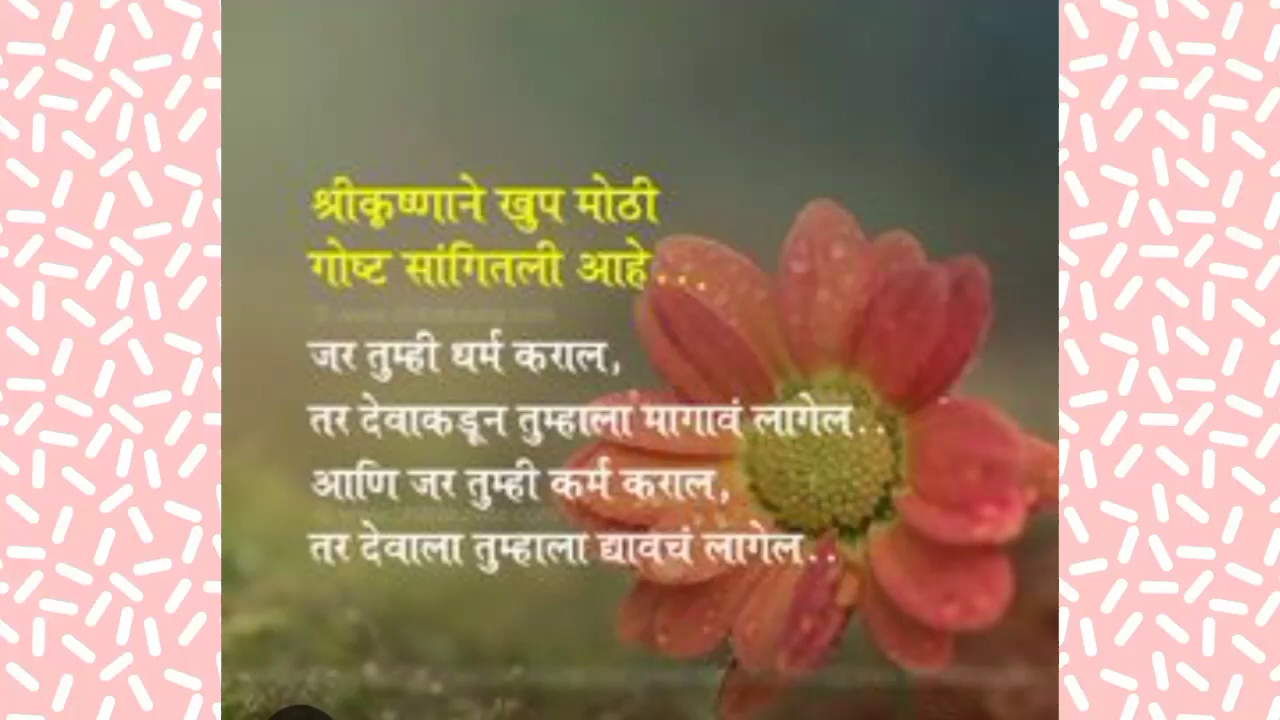 श्रीकृष्णाने खुप मोठी
गोष्ट सांगितली आहे...
जर तुम्ही धर्म कराल,
तर देवाकडून तुम्हाला मागावं लागेल..
आणि जर तुम्ही कर्म कराल,
तर देवाला तुम्हाला द्यावचं लागेल..